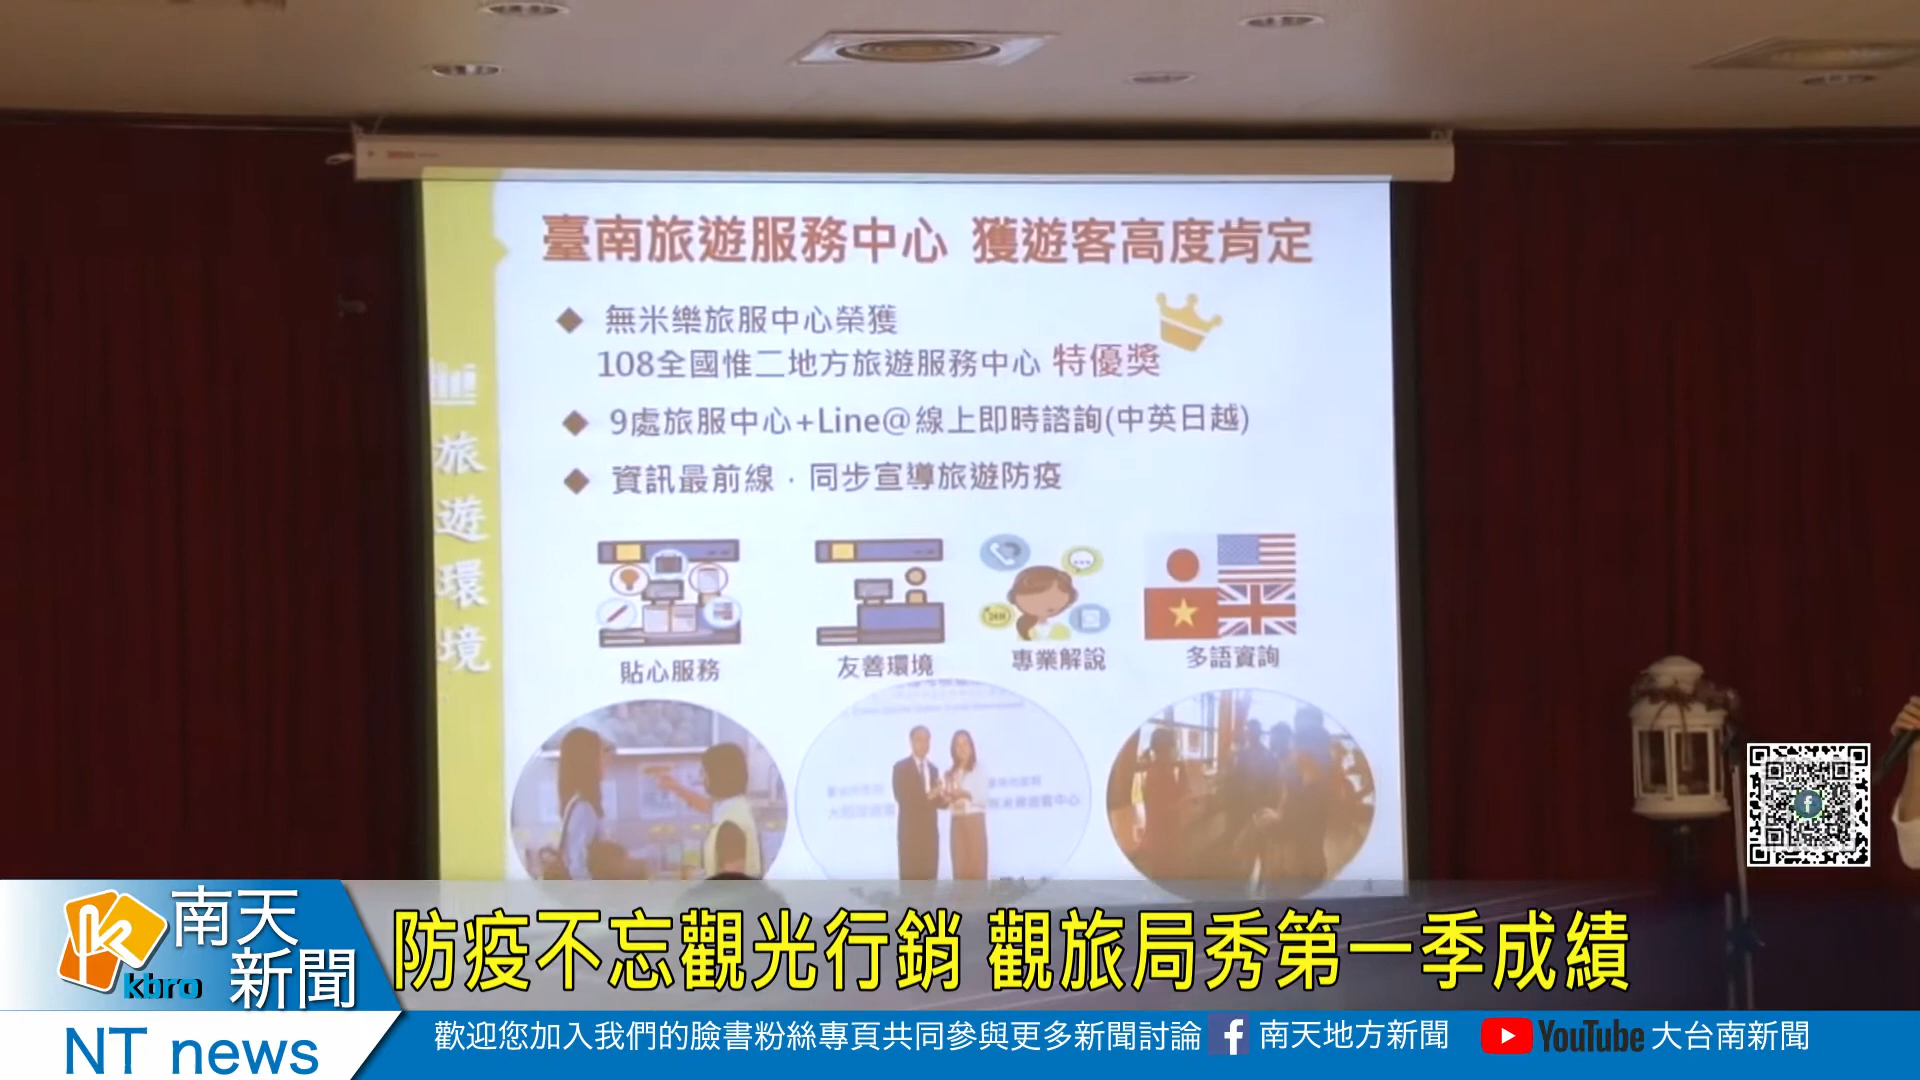 臺南旅遊服務中心 獲遊客高度肯定
無米樂旅服中心榮獲
108全國惟二地方旅遊服務中心 特優獎
9處旅服中心+Line@線上即時諮詢(中英日越)
資訊最前線‧同步宣導旅遊防疫
旅遊環境
貼心服務
友善環境
專業解說
多語資詢
4
南天新聞
kbro
防疫不忘觀光行銷 觀旅局秀第一季成績
NT news
歡迎您加入我們的臉書粉絲專頁共同參與更多新聞討論 南天地方新聞 YouTube 大台南新聞